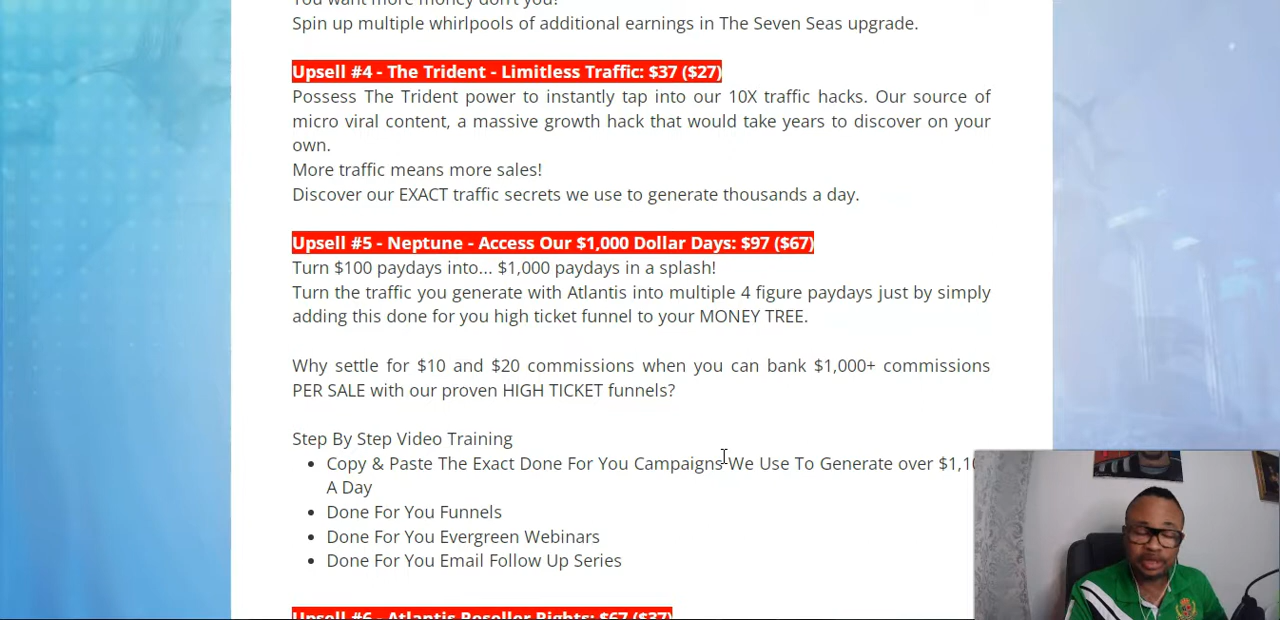 Spin up multiple whirlpools of additional earnings in The Seven Seas upgrade.
Upsell #4 - The Trident - Limitless Traffic: $37 ($27)
Possess The Trident power to instantly tap into our 10X traffic hacks. Our source of
micro viral content, a massive growth hack that would take years to discover on your
own.
More traffic means more sales!
Discover our EXACT traffic secrets we use to generate thousands a day.
Upsell #5 - Neptune - Access Our $1,000 Dollar Days: $97 ($67)
Turn $100 paydays into... $1,000 paydays in a splash!
Turn the traffic you generate with Atlantis into multiple 4 figure paydays just by simply
adding this done for you high ticket funnel to your MONEY TREE.
Why settle for $10 and $20 commissions when you can bank $1,000+ commissions
PER SALE with our proven HIGH TICKET funnels?
Step By Step Video Training
• Copy & Paste The Exact Done For You Campaigns We Use To Generate over
A Day
• Done For You Funnels
• Done For You Evergreen Webinars
• Done For You Email Follow Up Series
Upsell #6 - Atlantis Reseller Rights: $67 ($37)